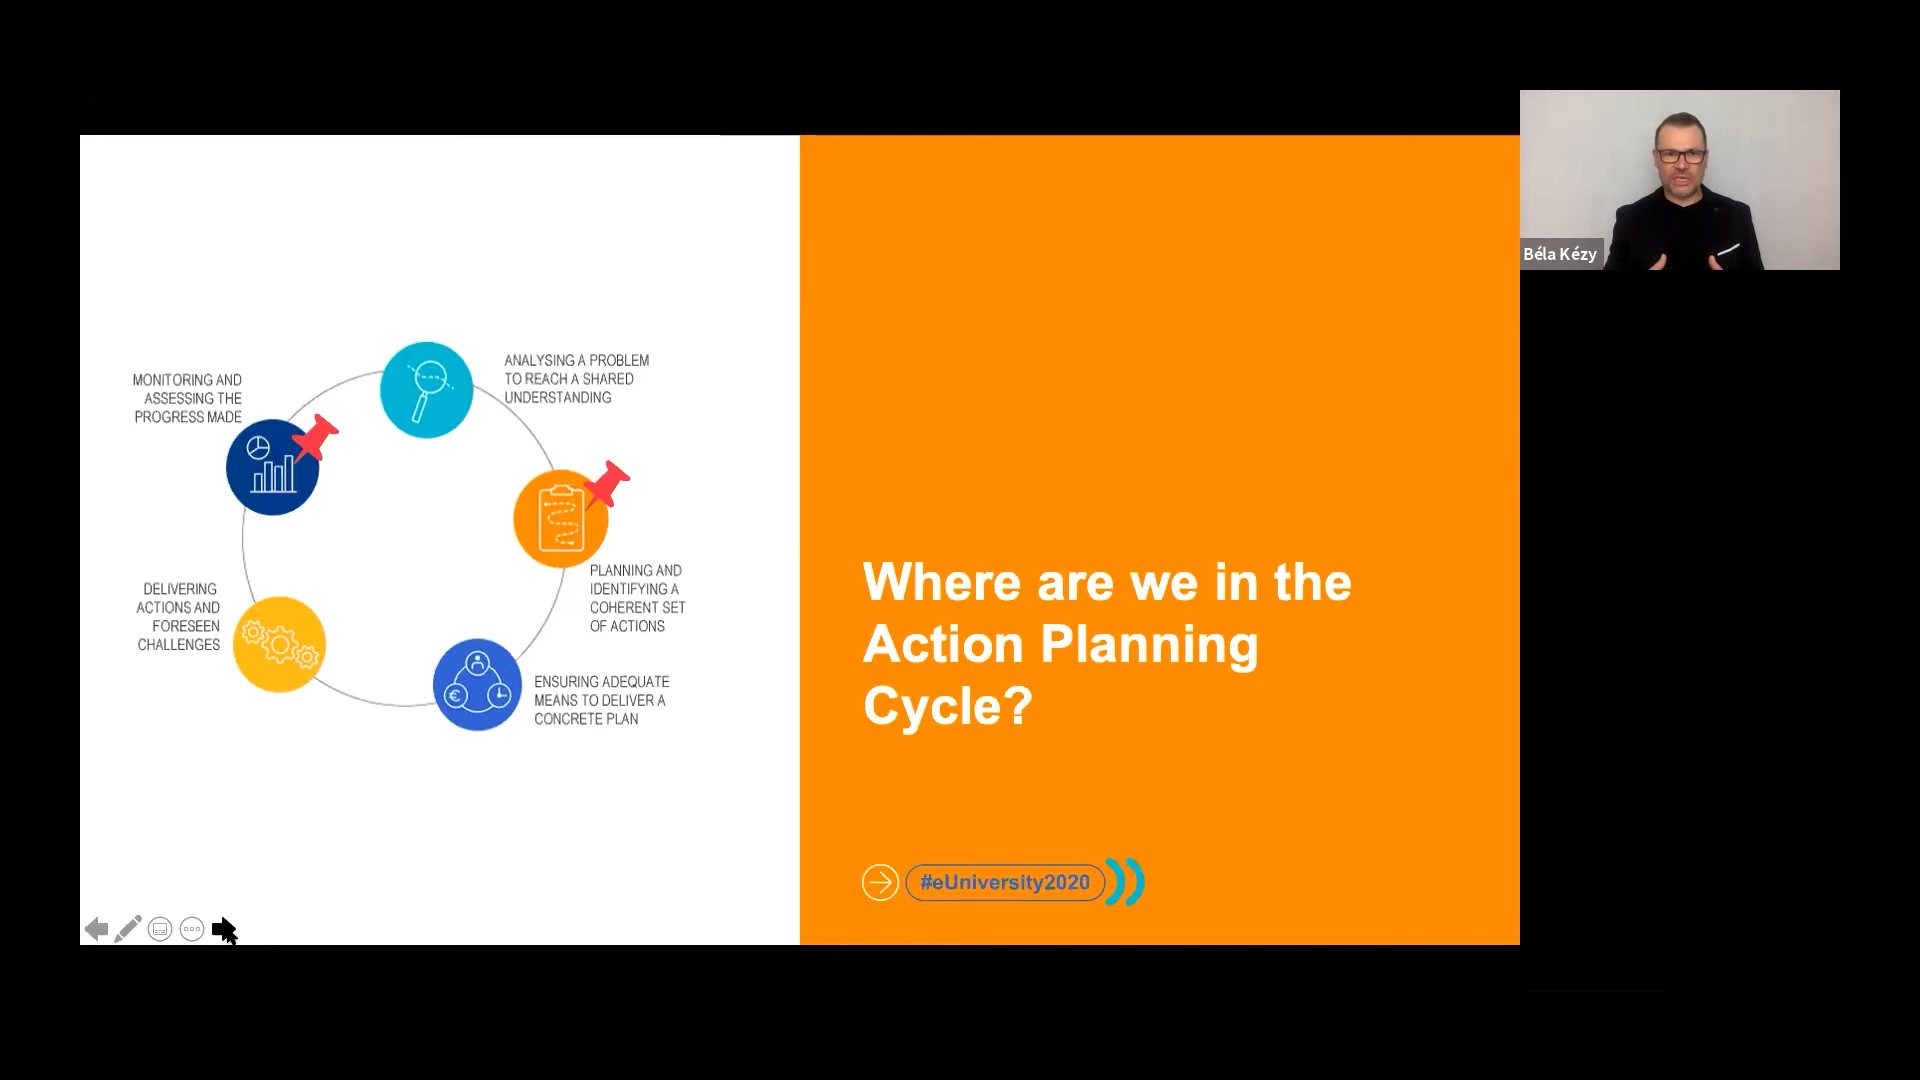 MONITORING AND
ASSESSING THE
PROGRESS MADE
ANALYSING A PROBLEM
TO REACH A SHARED
UNDERSTANDING
PLANNING AND
IDENTIFYING A
COHERENT SET
OF ACTIONS
DELIVERING
ACTIONS AND
FORESEEN
CHALLENGES
ENSURING ADEQUATE
MEANS TO DELIVER A
CONCRETE PLAN
€
Where are we in the
Action Planning
Cycle?
#eUniversity2020
Béla Kézy